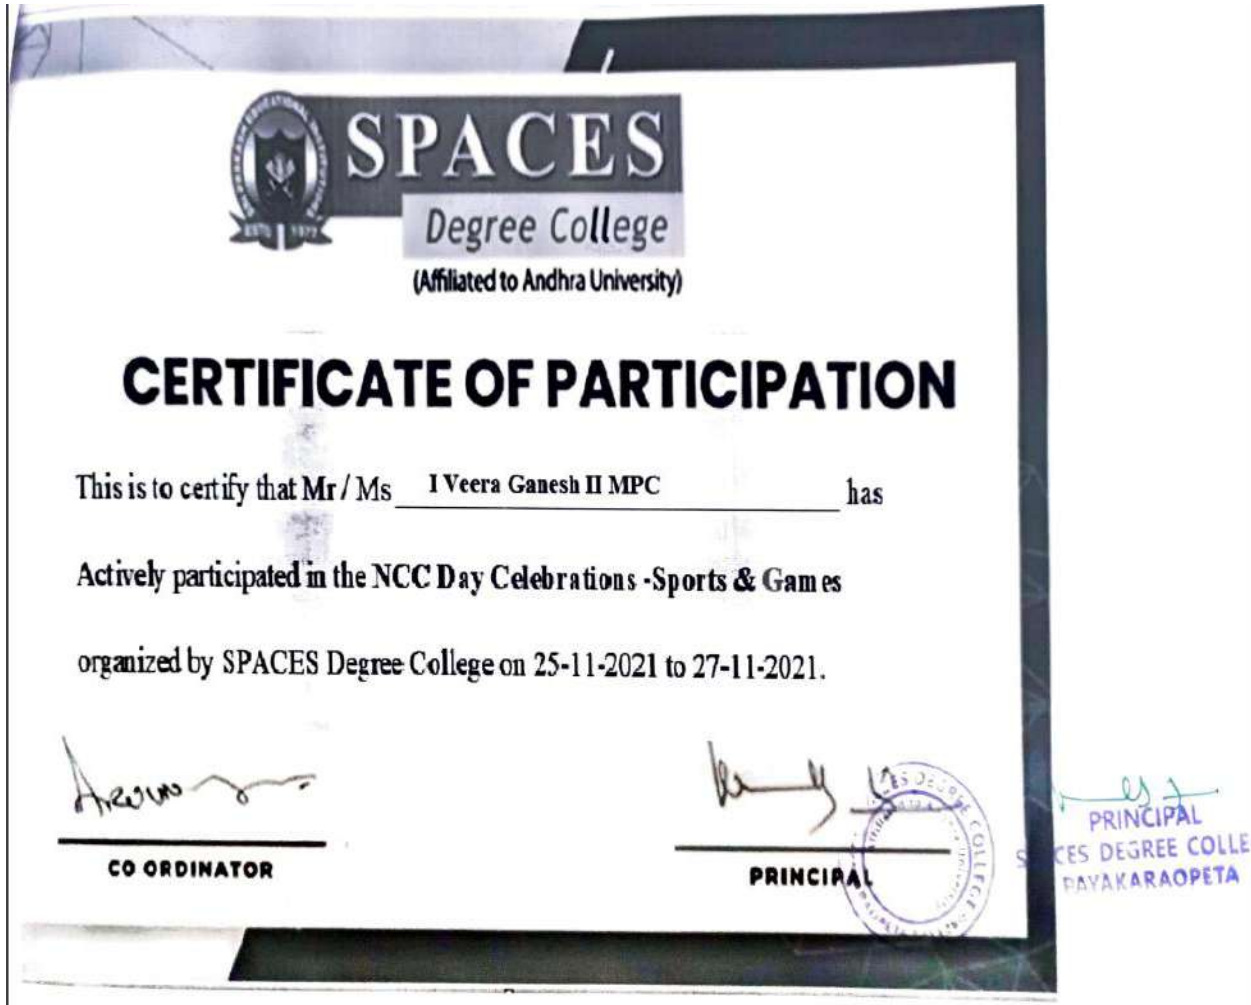 SPACES
Degree College
(Affiliated to Andhra University)
CERTIFICATE OF PARTICIPATION
This is to certify that Mr / Ms I Veera Ganesh II MPC has
Actively participated in the NCC Day Celebrations -Sports & Games
organized by SPACES Degree College on 25-11-2021 to 27-11-2021.
CO ORDINATOR
PRINCIPAL
PRINCIPAL
CES DEGREE COLLE
PAYAKARAOPETA